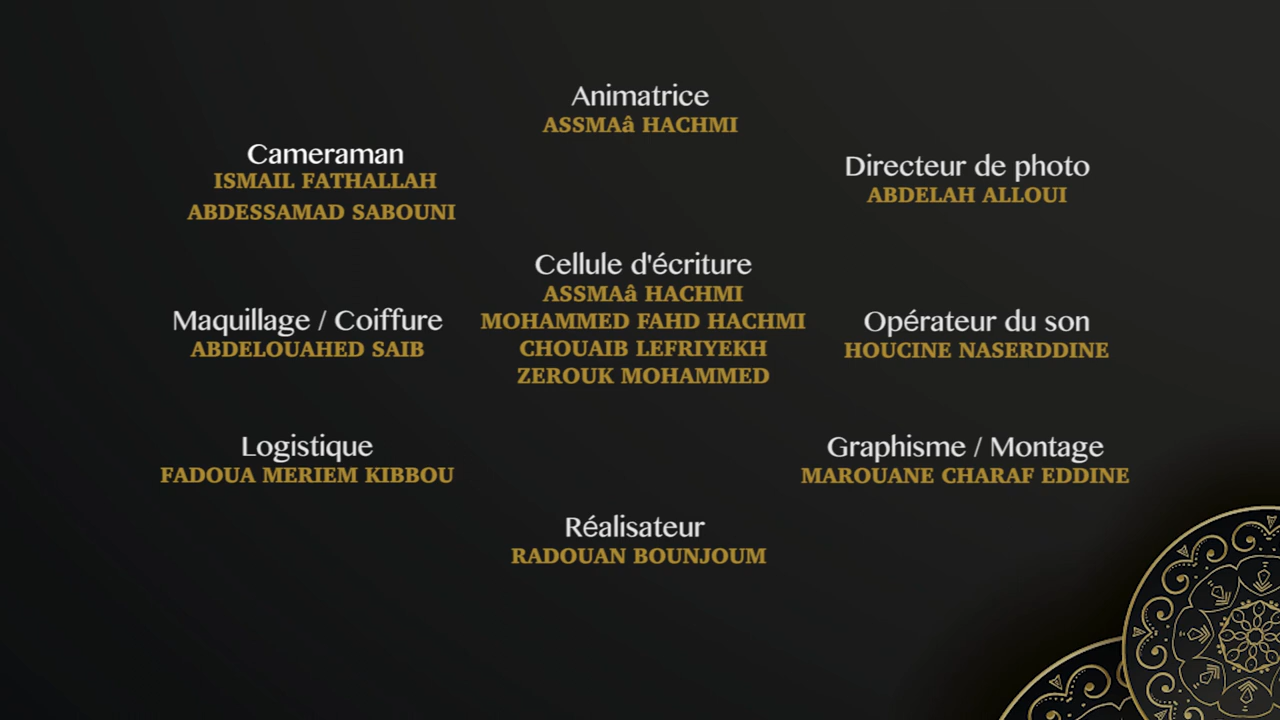 Animatrice
ASSMAâ HACHMI
Cameraman
ISMAIL FATHALLAH
ABDESSAMAD SABOUNI
Directeur de photo
ABDELAH ALLOUI
Cellule d'écriture
ASSMAâ HACHMI
MOHAMMED FAHD HACHMI
CHOUAIB LEFRIYEKH
ZEROUK MOHAMMED
Maquillage / Coiffure
ABDELOUAHED SAIB
Opérateur du son
HOUCINE NASERDDINE
Logistique
FADOUA MERIEM KIBBOU
Graphisme / Montage
MAROUANE CHARAF EDDINE
Réalisateur
RADOUAN BOUNJOUM